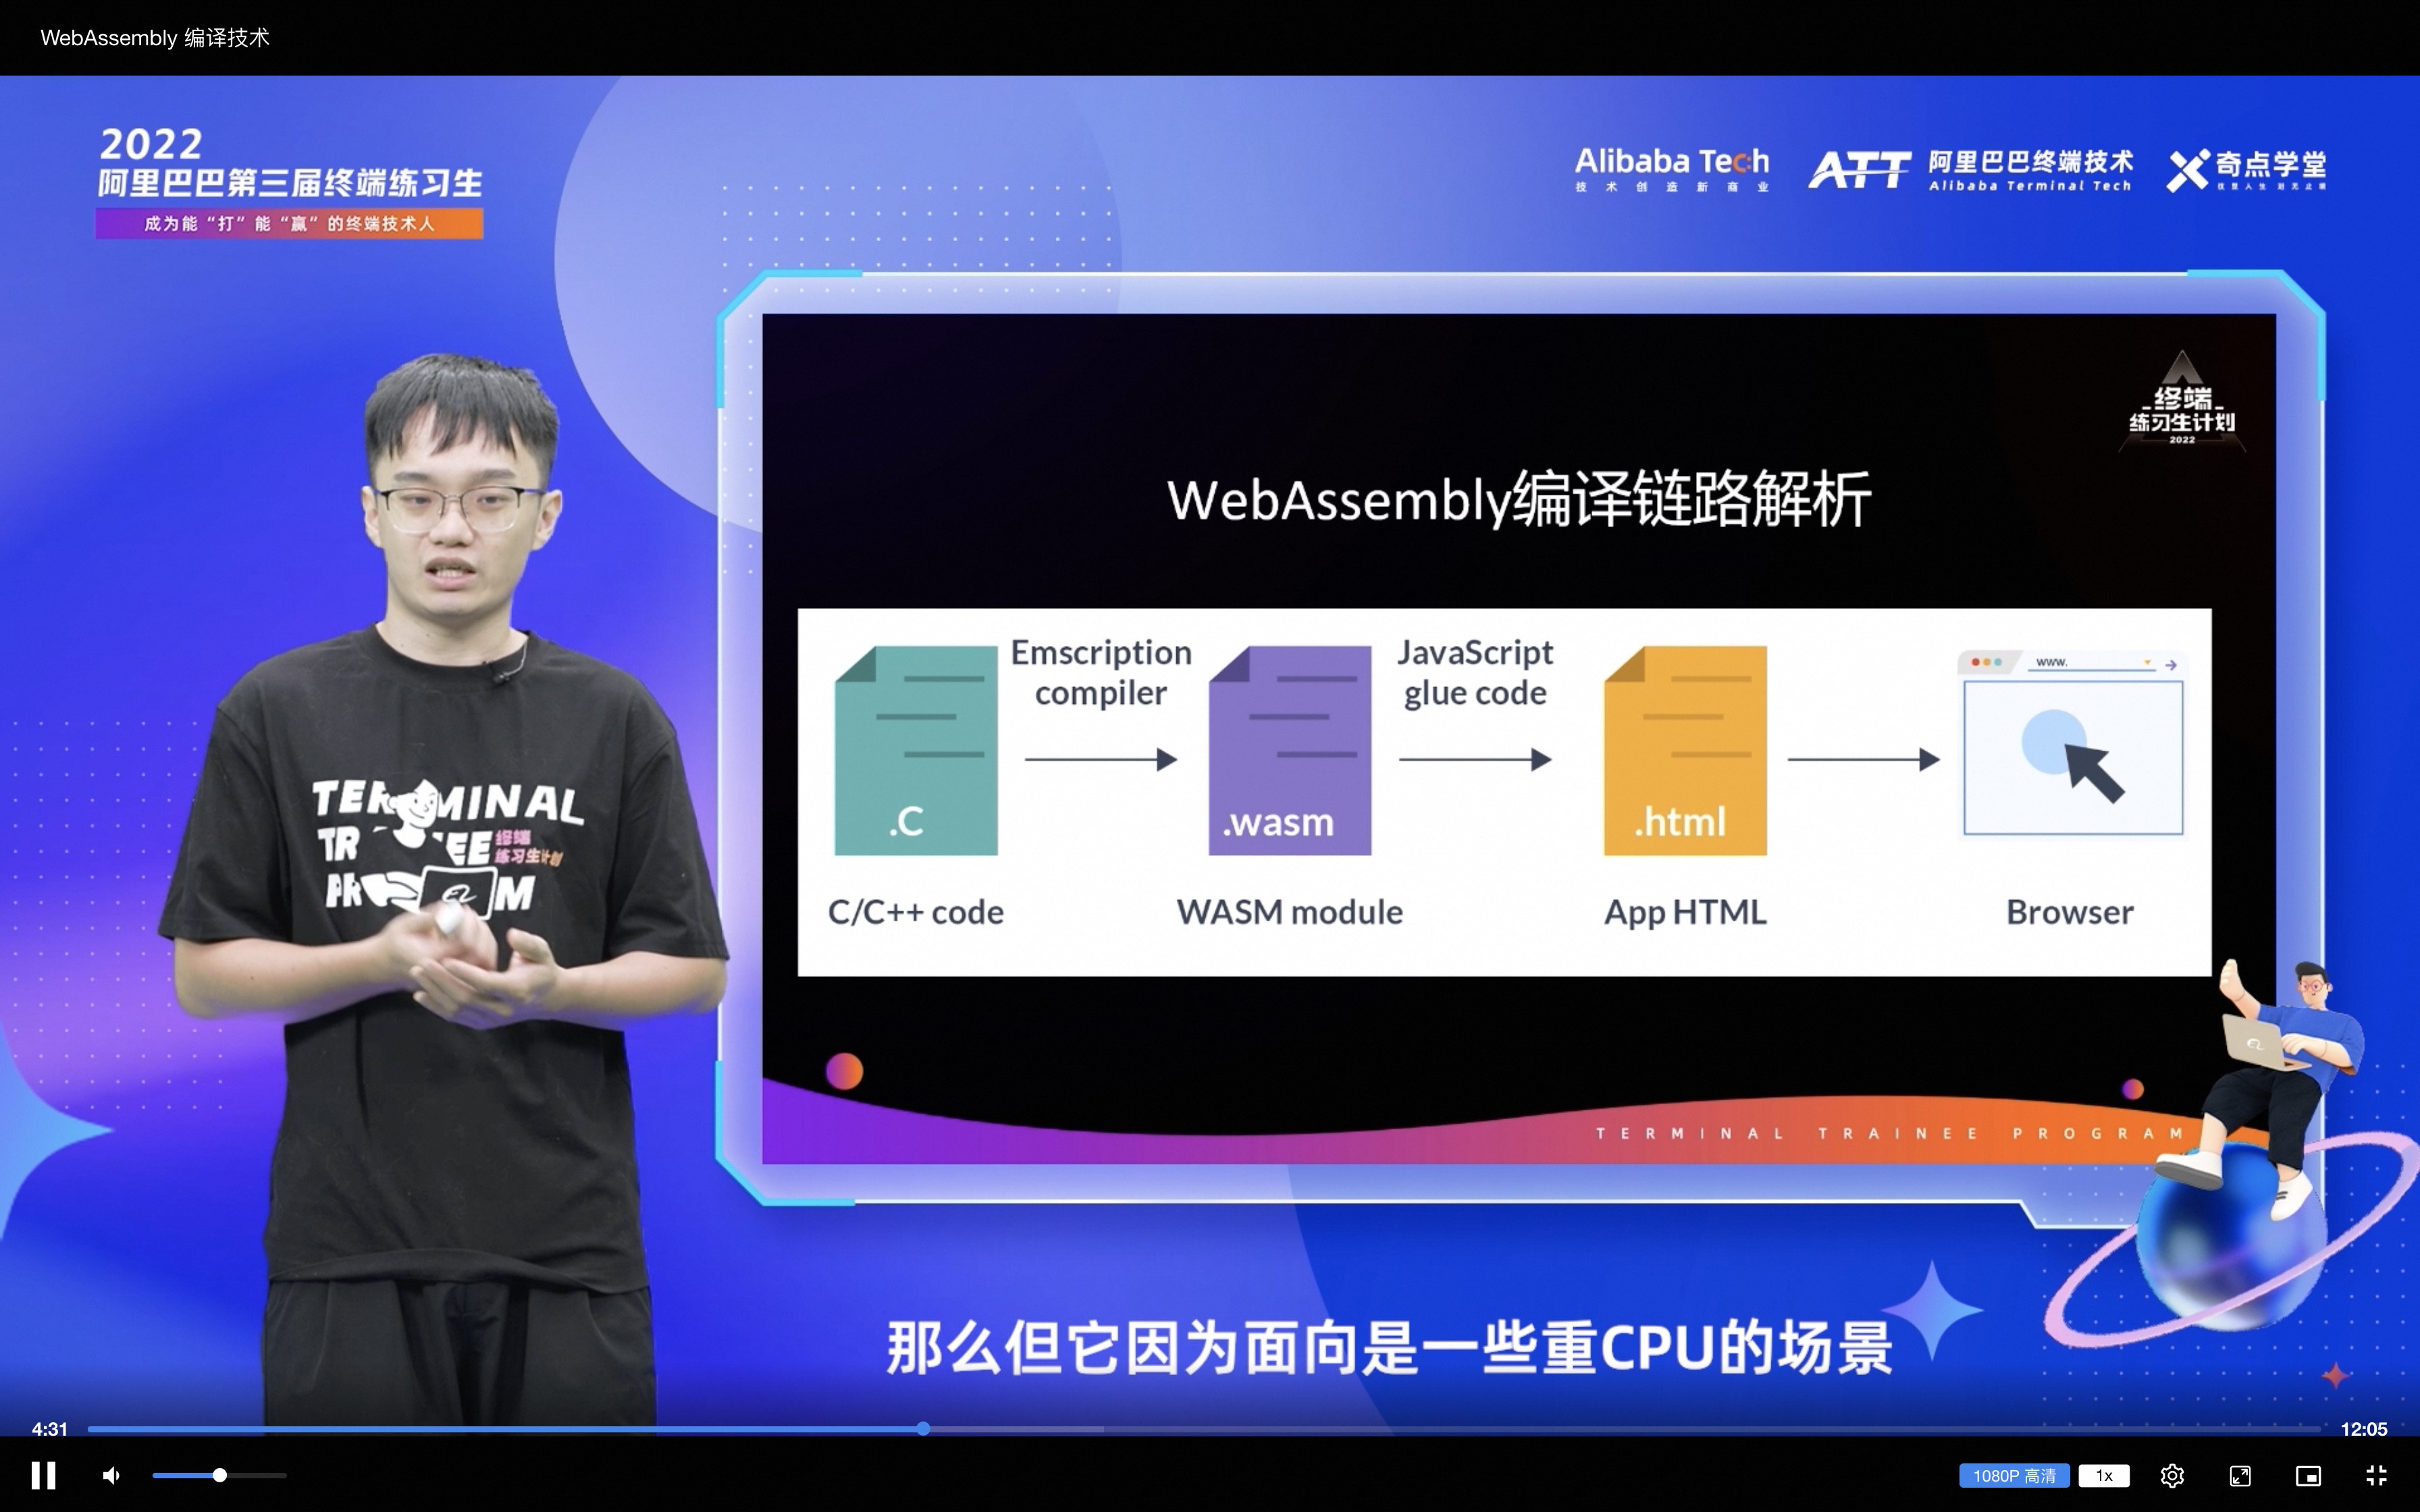 WebAssembly 编译技术
2022
阿里巴巴第三届终端练习生
成为能“打”能“赢”的终端技术人
Alibaba Tech
技术创造新商业
ATT
阿里巴巴终端技术
Alibaba Terminal Tech
奇点学堂
终端
练习生计划
2022
WebAssembly编译链路解析
Emscription
compiler
JavaScript
glue code
www.
.C
.wasm
.html
C/C++ code
WASM module
App HTML
Browser
TERMINAL
终端
练习生计划
TERMINAL TRAINEE PROGRAM
那么但它因为面向是一些重CPU的场景
4:31
12:05
1080P 高清
1x